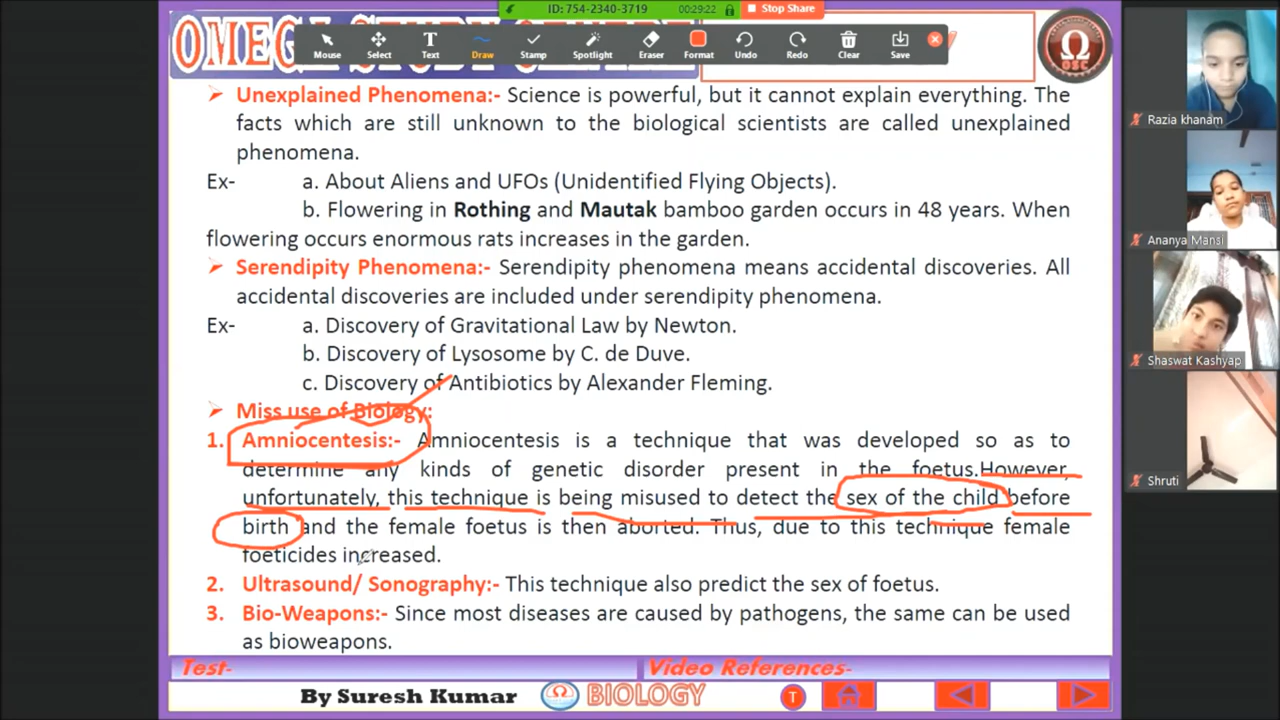 ID: 754-2340-3719 00:29:22 Stop Share
Mouse Select Text Draw Stamp Spotlight Eraser Format Undo Redo Clear Save
Ω OSC
➤ Unexplained Phenomena:- Science is powerful, but it cannot explain everything. The
facts which are still unknown to the biological scientists are called unexplained
phenomena.
Ex- a. About Aliens and UFOs (Unidentified Flying Objects).
b. Flowering in Rothing and Mautak bamboo garden occurs in 48 years. When
flowering occurs enormous rats increases in the garden.
➤ Serendipity Phenomena:- Serendipity phenomena means accidental discoveries. All
accidental discoveries are included under serendipity phenomena.
Ex- a. Discovery of Gravitational Law by Newton.
b. Discovery of Lysosome by C. de Duve.
c. Discovery of Antibiotics by Alexander Fleming.
➤ Miss use of Biology:
1. Amniocentesis:- Amniocentesis is a technique that was developed so as to
determine any kinds of genetic disorder present in the foetus.However,
unfortunately, this technique is being misused to detect the sex of the child before
birth and the female foetus is then aborted. Thus, due to this technique female
foeticides increased.
2. Ultrasound/ Sonography:- This technique also predict the sex of foetus.
3. Bio-Weapons:- Since most diseases are caused by pathogens, the same can be used
as bioweapons.
Test- Video References-
By Suresh Kumar Ω BIOLOGY T
Razia khanam
Ananya Mansi
Shaswat Kashyap
Shruti